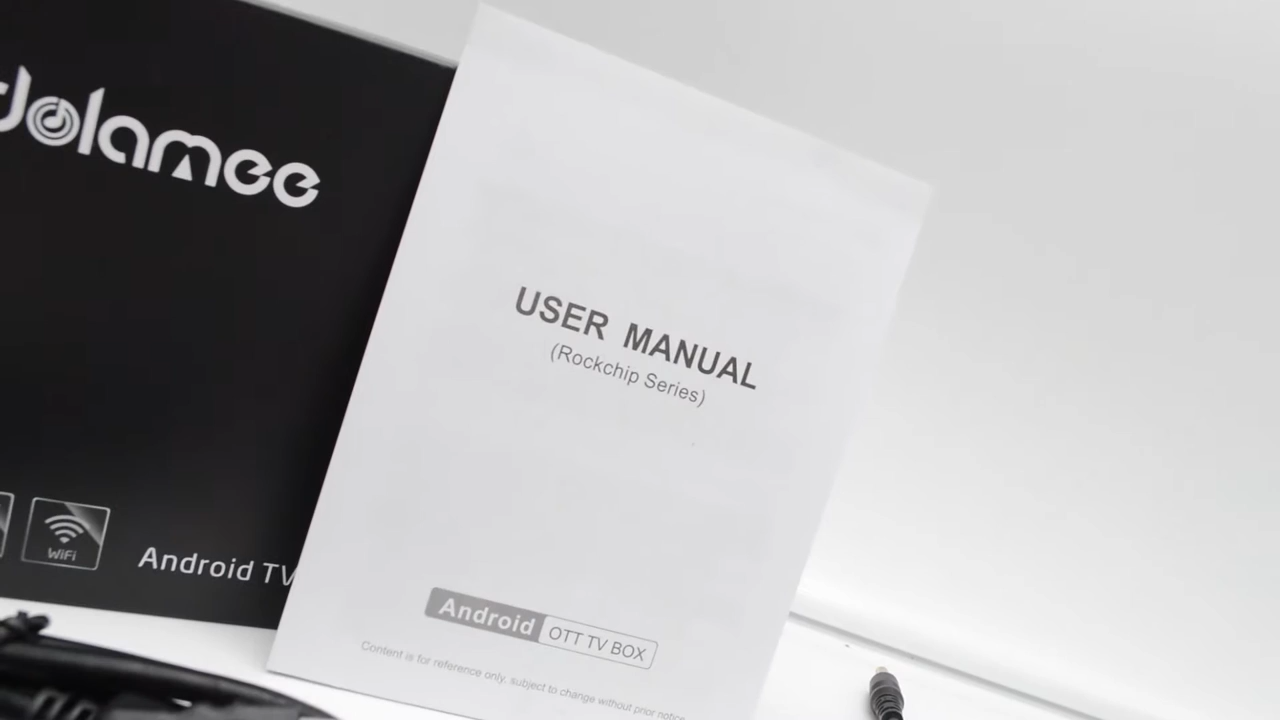 dolamee
WiFi
Android TV
USER MANUAL
(Rockchip Series)
Android OTT TV BOX
Content is for reference only, subject to change without prior notice